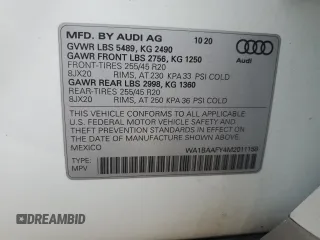 MFD. BY AUDI AG 10 20
GVWR LBS 5489, KG 2490
GAWR FRONT LBS 2756, KG 1250
FRONT-TIRES 255/45 R20
8JX20 RIMS, AT 230 KPA 33 PSI COLD
GAWR REAR LBS 2998, KG 1360
REAR-TIRES 255/45 R20
8JX20 RIMS, AT 250 KPA 36 PSI COLD
Audi
THIS VEHICLE CONFORMS TO ALL APPLICABLE
U.S. FEDERAL MOTOR VEHICLE SAFETY, BUMPER, AND
THEFT PREVENTION STANDARDS IN EFFECT ON
THE DATE OF MANUFACTURE SHOWN ABOVE.
MEXICO
TYPE:
MPV
© DREAMBID
DREAMBID.COM